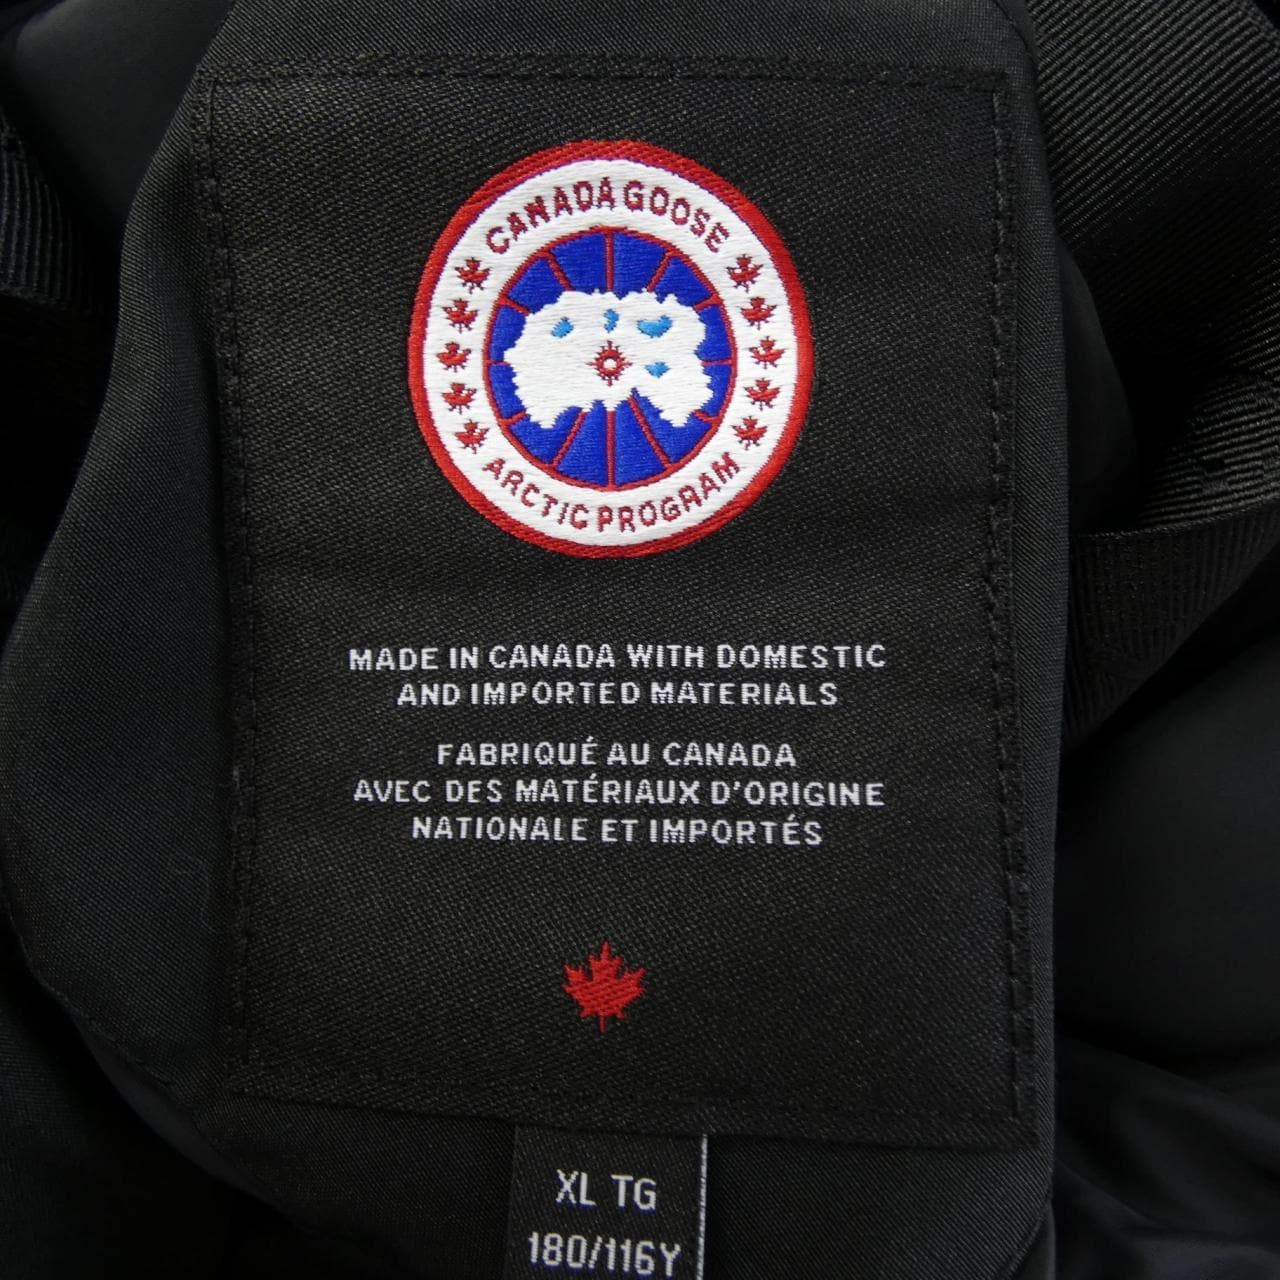 CANADA GOOSE
ARCTIC PROGRAM
MADE IN CANADA WITH DOMESTIC
AND IMPORTED MATERIALS
FABRIQUÉ AU CANADA
AVEC DES MATÉRIAUX D'ORIGINE
NATIONALE ET IMPORTÉS
XL TG
180/116Y